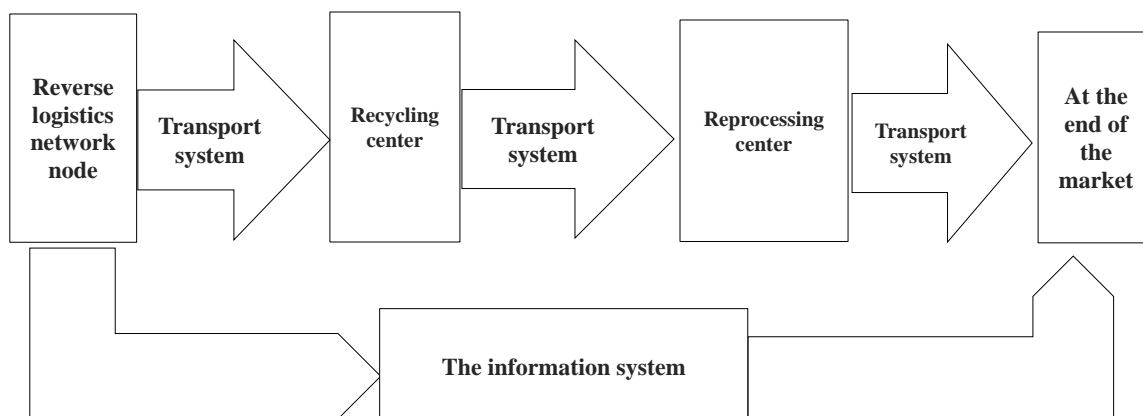 Reverse
logistics
network
node
Transport
system
Recycling
center
Transport
system
Reprocessing
center
Transport
system
At the
end of
the
market
The information system